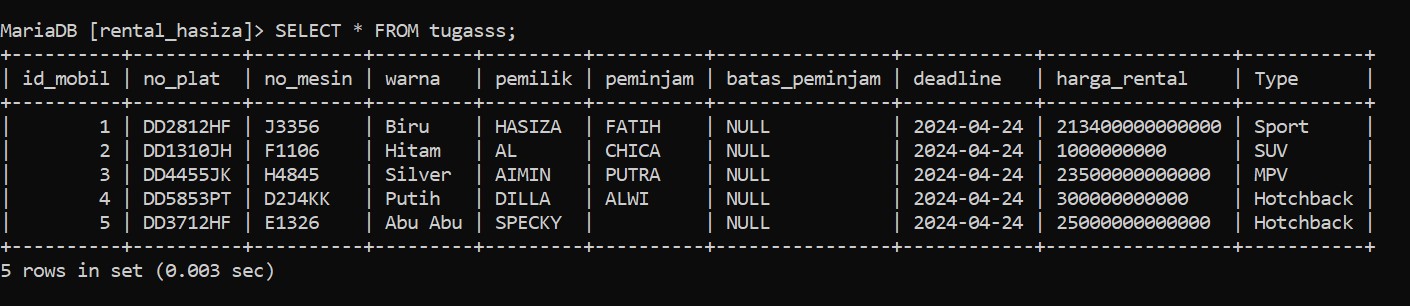 MariaDB [rental_hasiza]> SELECT * FROM tugasss;
+----------+----------+----------+---------+---------+----------+----------------+------------+-----------------+-----------+
| id_mobil | no_plat  | no_mesin | warna   | pemilik | peminjam | batas_peminjam | deadline   | harga_rental    | Type      |
+----------+----------+----------+---------+---------+----------+----------------+------------+-----------------+-----------+
|        1 | DD2812HF | J3356    | Biru    | HASIZA  | FATIH    | NULL           | 2024-04-24 | 213400000000000 | Sport     |
|        2 | DD1310JH | F1106    | Hitam   | AL      | CHICA    | NULL           | 2024-04-24 | 1000000000      | SUV       |
|        3 | DD4455JK | H4845    | Silver  | AIMIN   | PUTRA    | NULL           | 2024-04-24 | 23500000000000  | MPV       |
|        4 | DD5853PT | D2J4KK   | Putih   | DILLA   | ALWI     | NULL           | 2024-04-24 | 300000000000    | Hotchback |
|        5 | DD3712HF | E1326    | Abu Abu | SPECKY  |          | NULL           | 2024-04-24 | 25000000000000  | Hotchback |
+----------+----------+----------+---------+---------+----------+----------------+------------+-----------------+-----------+
5 rows in set (0.003 sec)